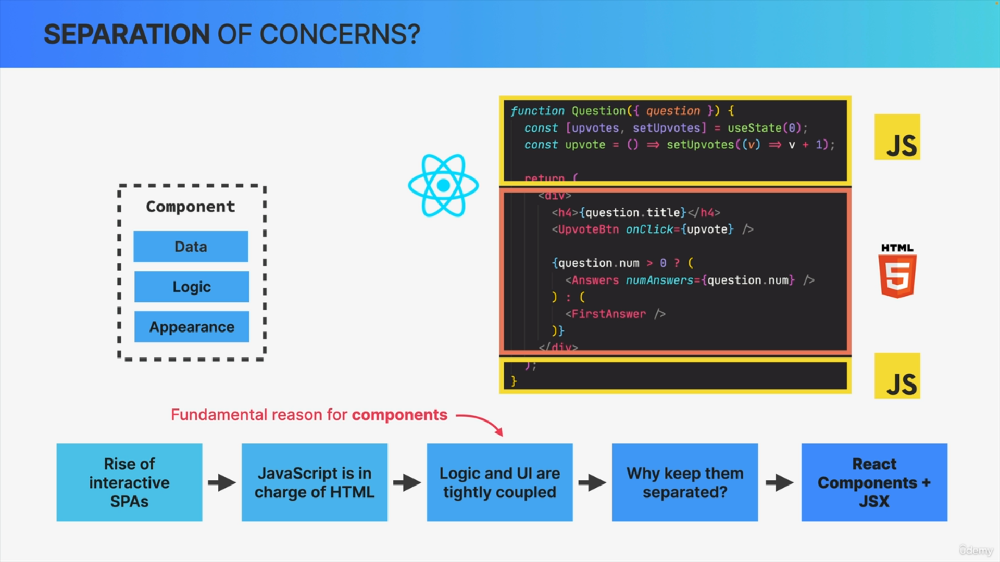 SEPARATION OF CONCERNS?
function Question({ question }) {
const [upvotes, setUpvotes] = useState(0);
const upvote = () => setUpvotes((v) => v + 1);
return (
<div>
<h4>{question.title}</h4>
<UpvoteBtn onClick={upvote} />
{question.num > 0 ? (
<Answers numAnswers={question.num} />
) : (
<FirstAnswer />
)}
</div>
);
}
JS
HTML
5
JS
Component
Data
Logic
Appearance
Fundamental reason for components
Rise of
interactive
SPAs
JavaScript is in
charge of HTML
Logic and UI are
tightly coupled
Why keep them
separated?
React
Components +
JSX
ûdemy